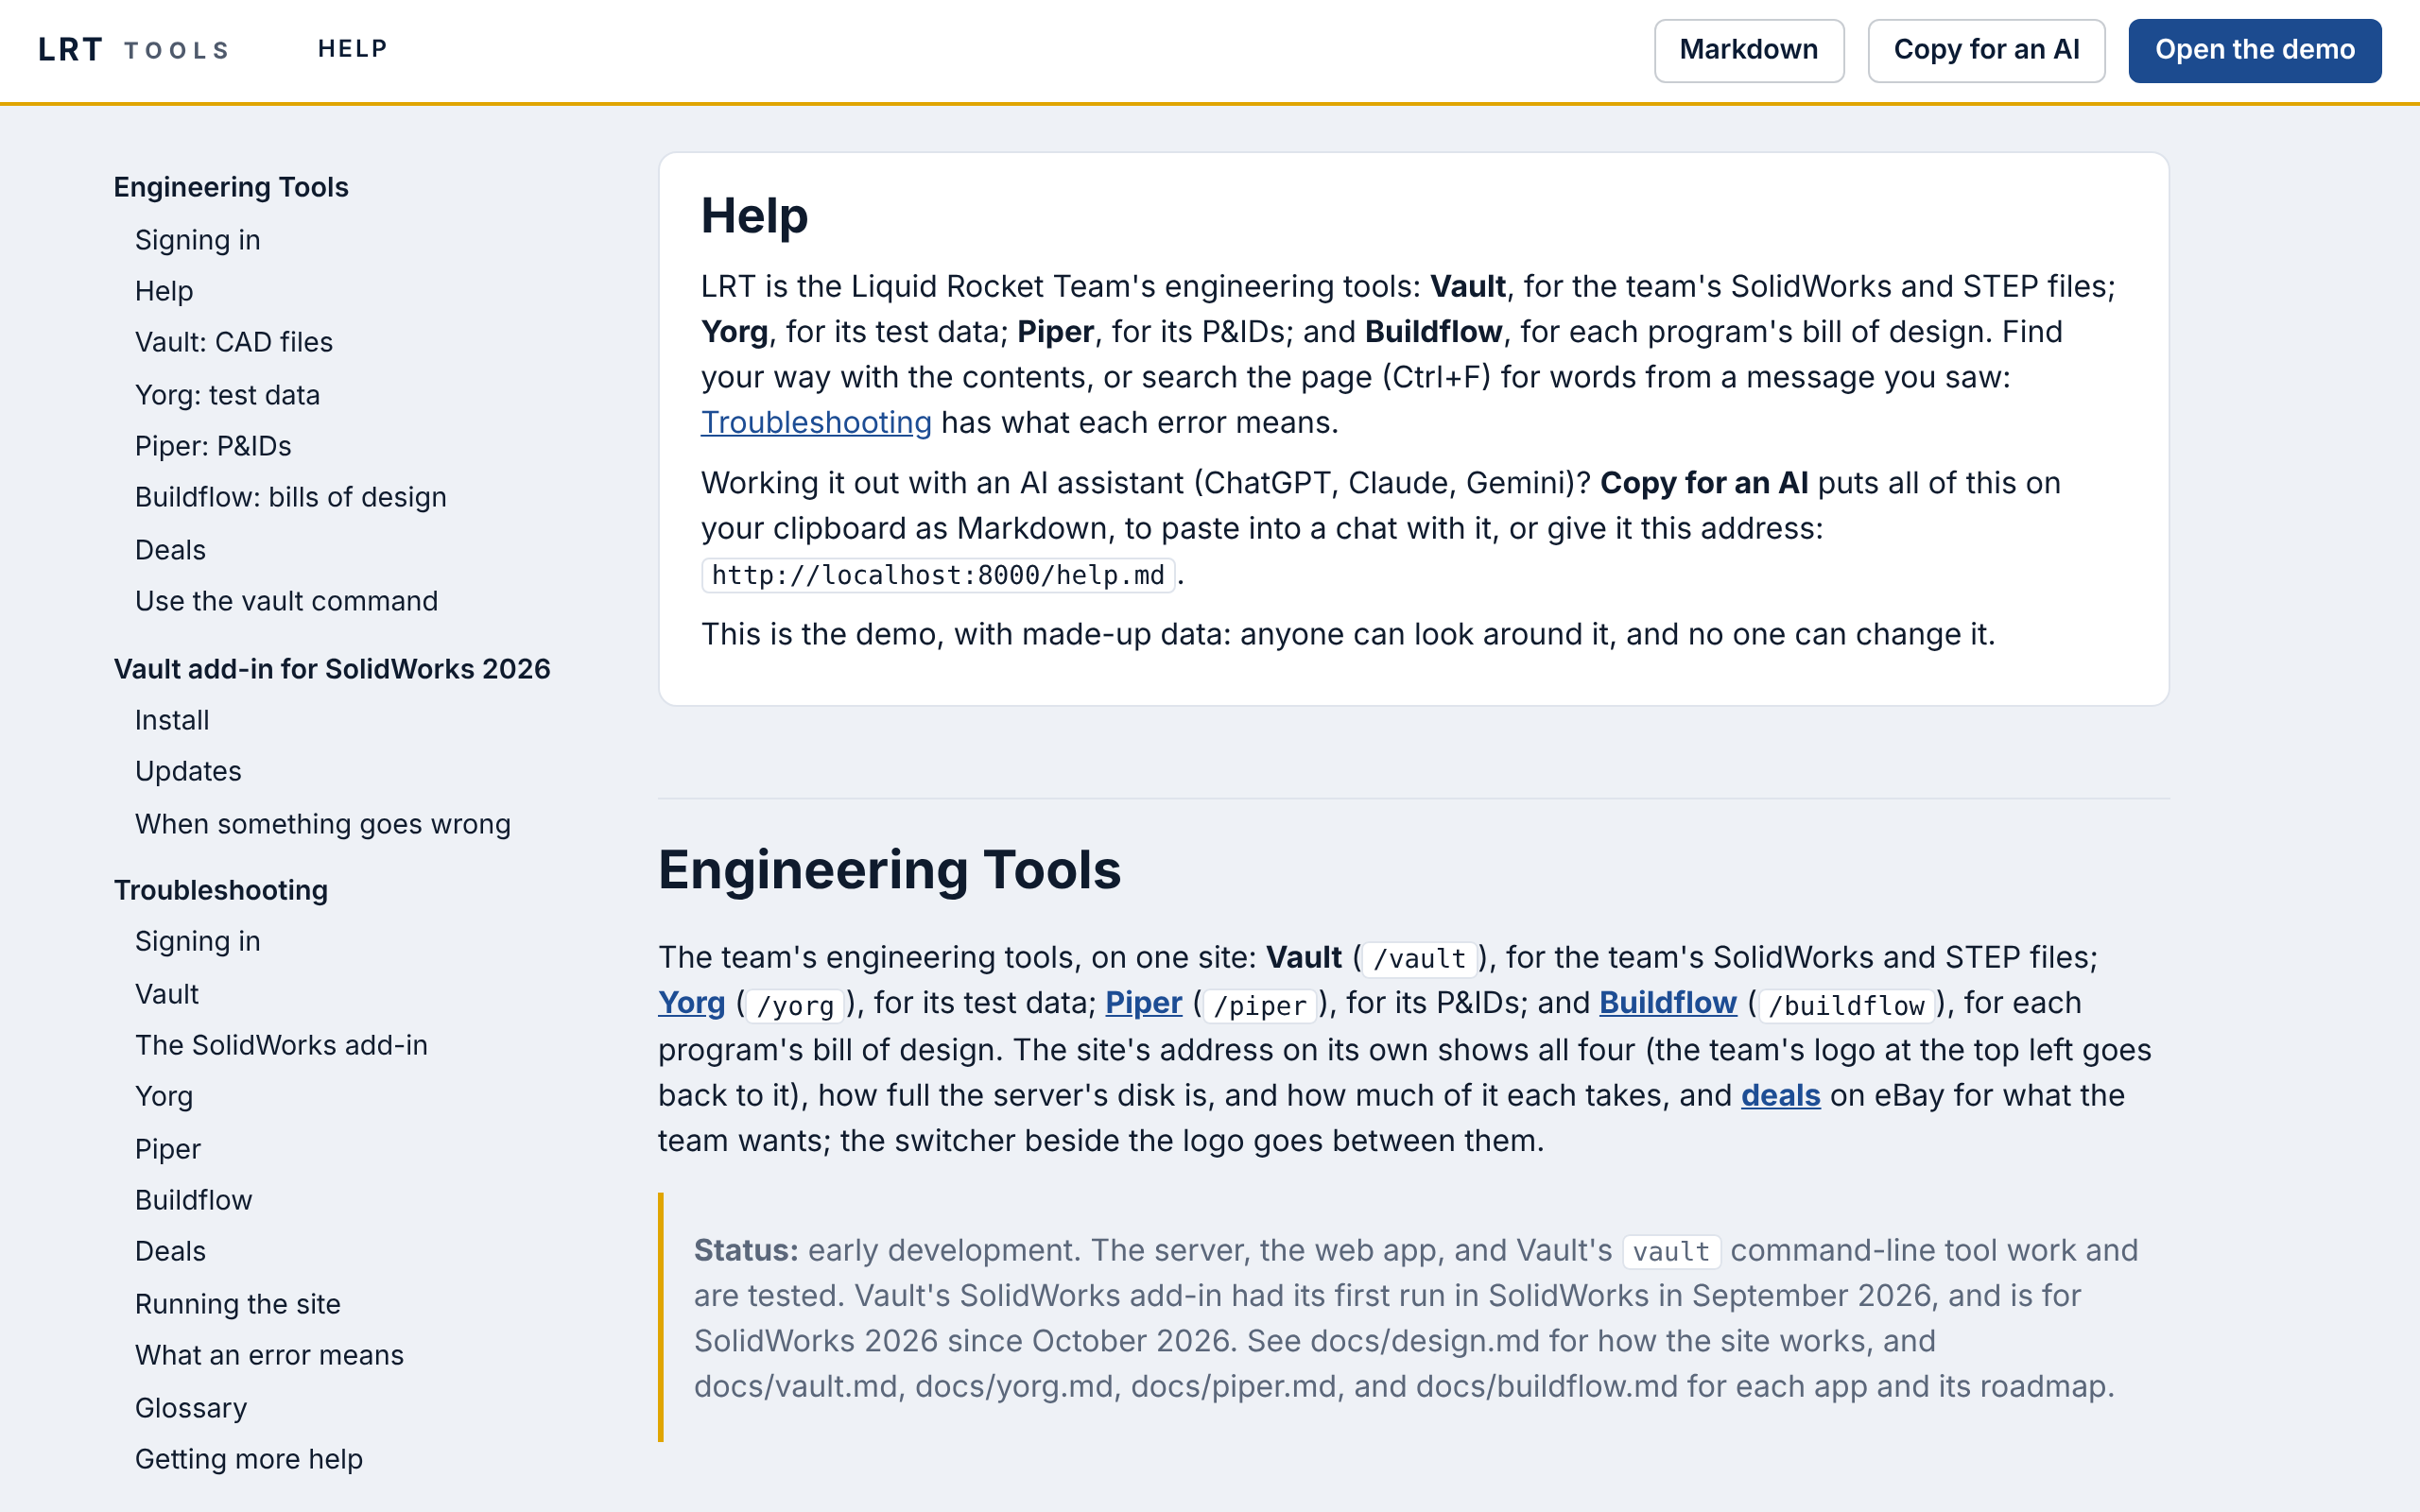 LRT TOOLS
HELP
Markdown
Copy for an AI
Open the demo
Engineering Tools
Signing in
Help
Vault: CAD files
Yorg: test data
Piper: P&IDs
Buildflow: bills of design
Deals
Use the vault command
Vault add-in for SolidWorks 2026
Install
Updates
When something goes wrong
Troubleshooting
Signing in
Vault
The SolidWorks add-in
Yorg
Piper
Buildflow
Deals
Running the site
What an error means
Glossary
Getting more help
Help
LRT is the Liquid Rocket Team's engineering tools: Vault, for the team's SolidWorks and STEP files;
Yorg, for its test data; Piper, for its P&IDs; and Buildflow, for each program's bill of design. Find
your way with the contents, or search the page (Ctrl+F) for words from a message you saw:
Troubleshooting has what each error means.
Working it out with an AI assistant (ChatGPT, Claude, Gemini)? Copy for an AI puts all of this on
your clipboard as Markdown, to paste into a chat with it, or give it this address:
http://localhost:8000/help.md.
This is the demo, with made-up data: anyone can look around it, and no one can change it.
Engineering Tools
The team's engineering tools, on one site: Vault (/vault), for the team's SolidWorks and STEP files;
Yorg (/yorg), for its test data; Piper (/piper), for its P&IDs; and Buildflow (/buildflow), for each
program's bill of design. The site's address on its own shows all four (the team's logo at the top left goes
back to it), how full the server's disk is, and how much of it each takes, and deals on eBay for what the
team wants; the switcher beside the logo goes between them.
Status: early development. The server, the web app, and Vault's vault command-line tool work and
are tested. Vault's SolidWorks add-in had its first run in SolidWorks in September 2026, and is for
SolidWorks 2026 since October 2026. See docs/design.md for how the site works, and
docs/vault.md, docs/yorg.md, docs/piper.md, and docs/buildflow.md for each app and its roadmap.